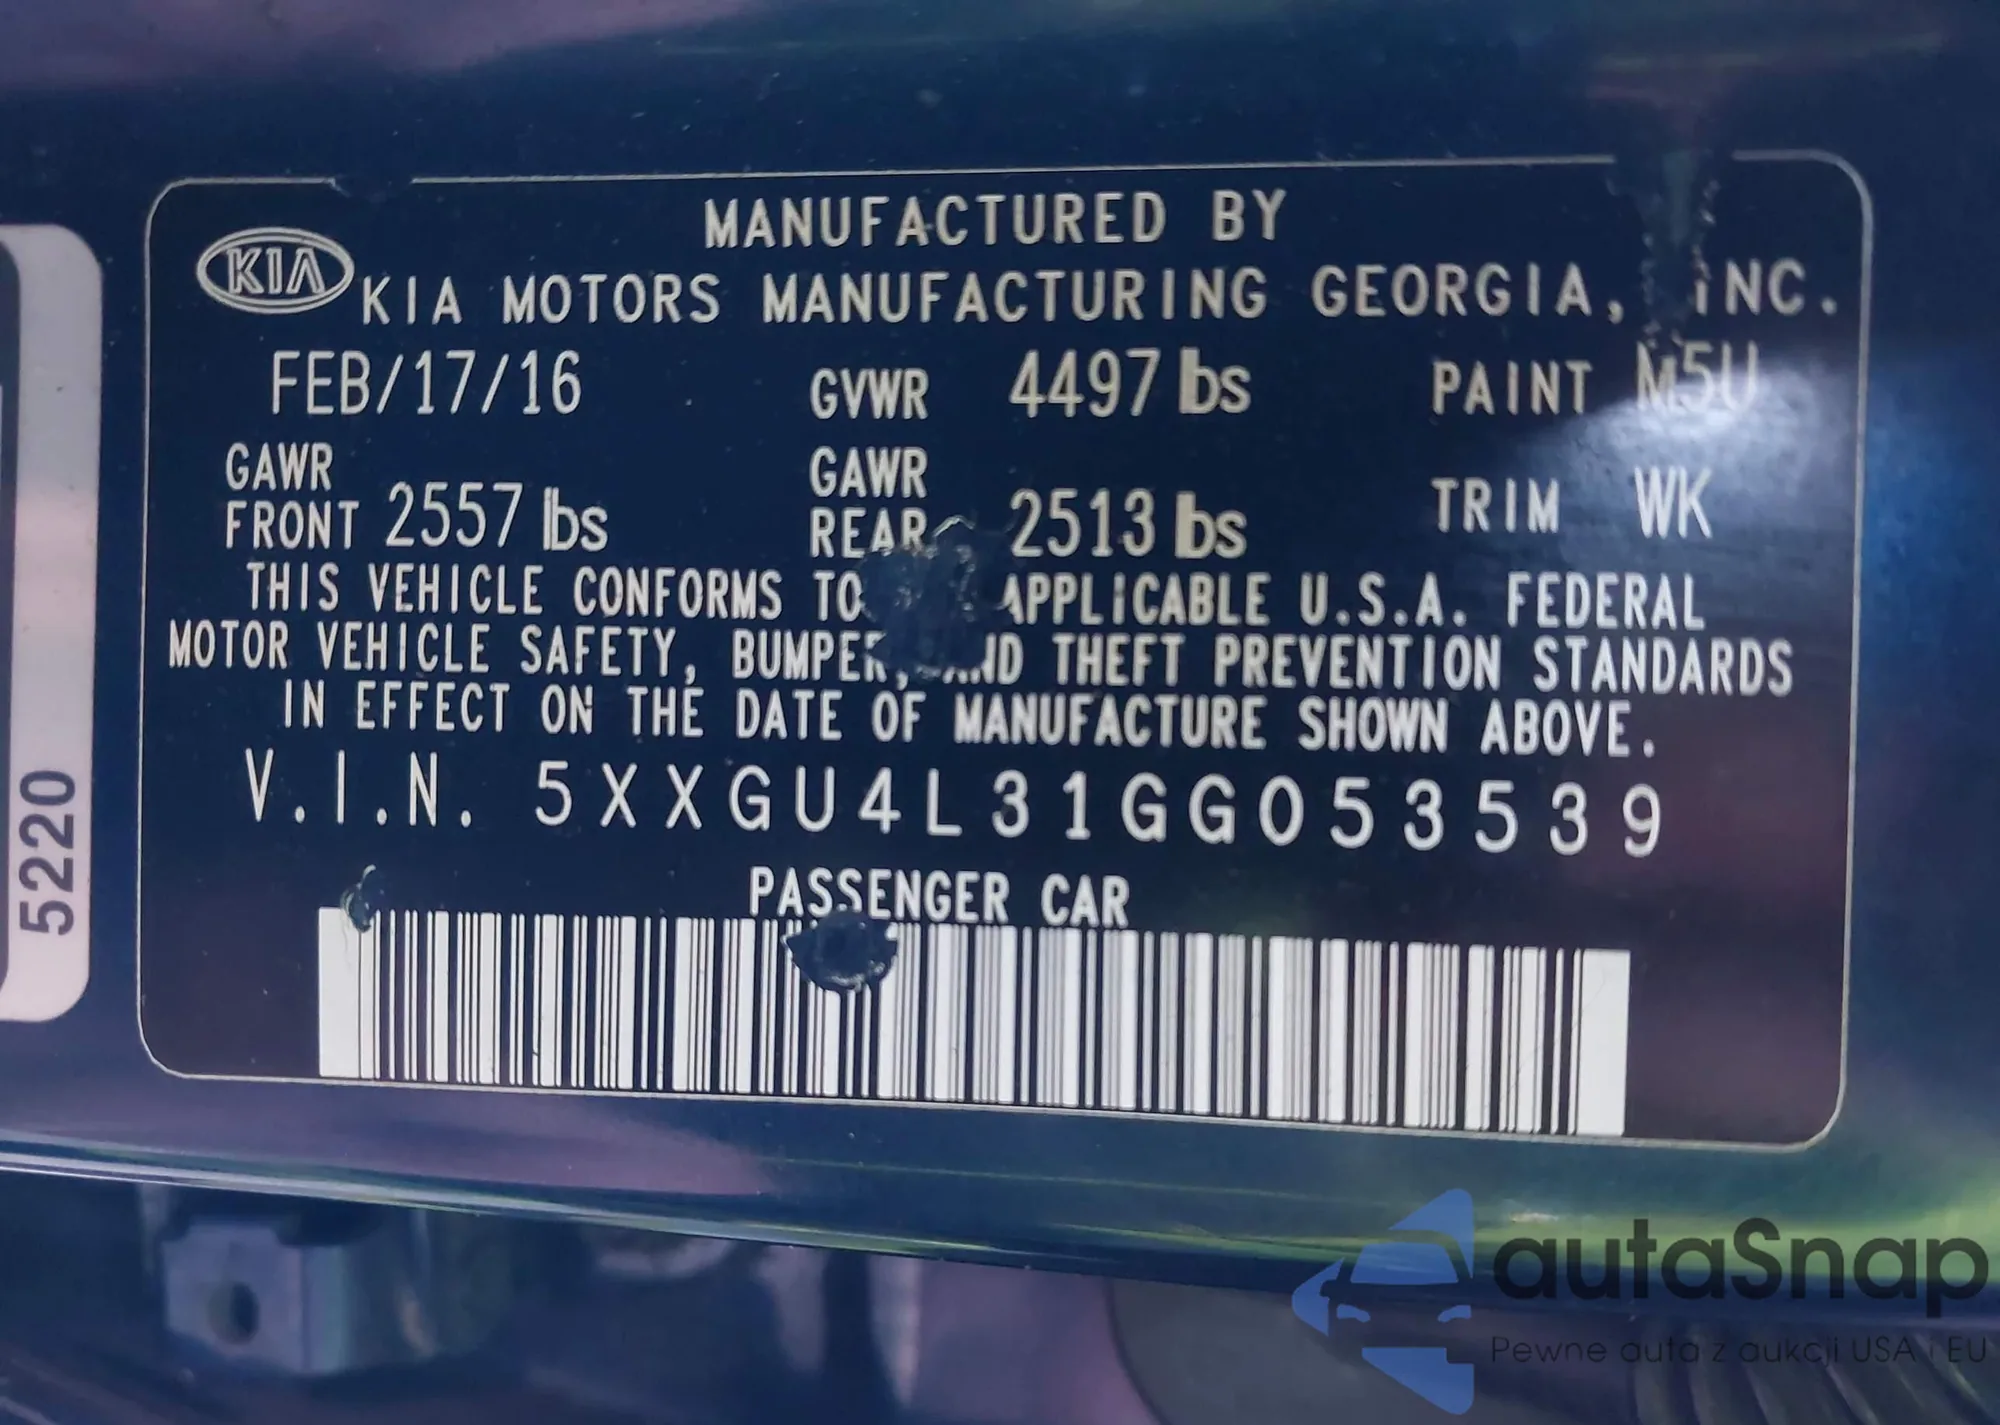 MANUFACTURED BY
KIA
KIA MOTORS MANUFACTURING GEORGIA, INC.
FEB/17/16 GVWR 4497 lbs PAINT M5U
GAWR FRONT 2557 lbs GAWR REAR 2513 lbs TRIM WK
THIS VEHICLE CONFORMS TO APPLICABLE U.S.A. FEDERAL
MOTOR VEHICLE SAFETY, BUMPER, AND THEFT PREVENTION STANDARDS
IN EFFECT ON THE DATE OF MANUFACTURE SHOWN ABOVE.
V.I.N. 5XXGU4L31GG053539
PASSENGER CAR
5220
autaSnap
Pewne auta z aukcji USA i EU